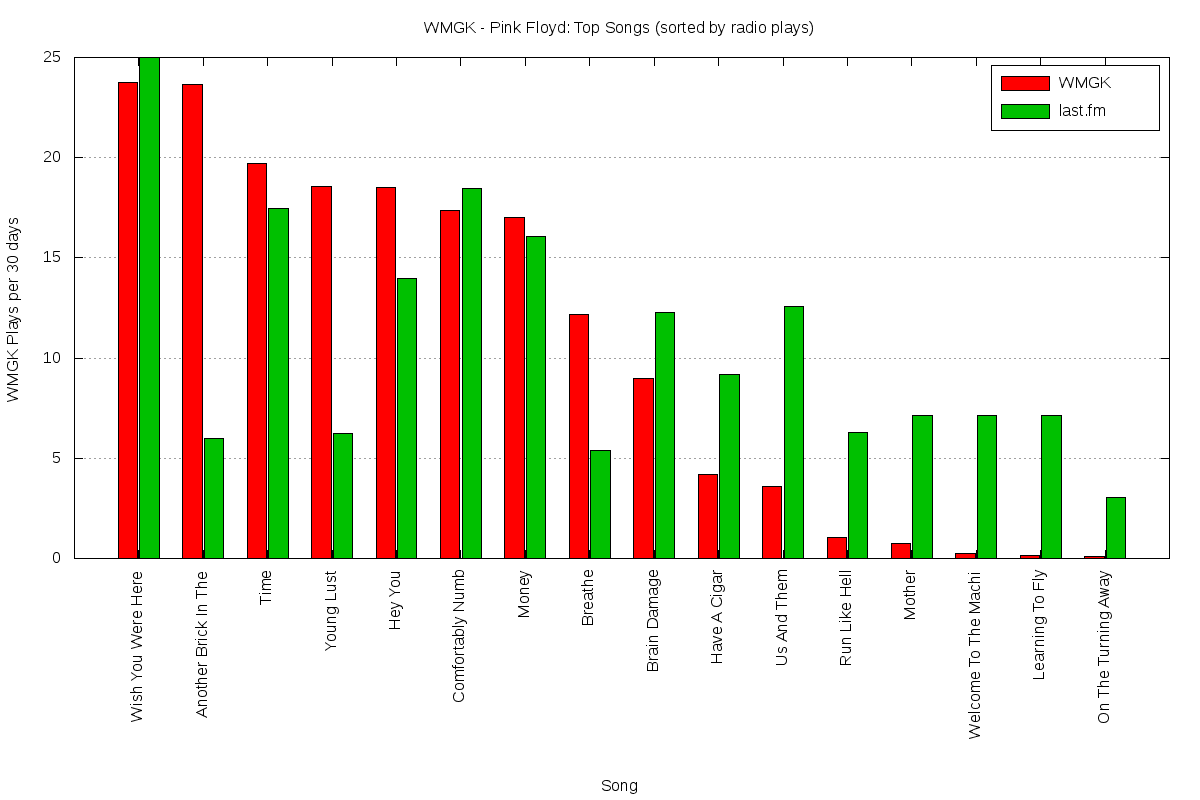 WMGK - Pink Floyd: Top Songs (sorted by radio plays)
25
20
15
10
5
0
WMGK Plays per 30 days
WMGK
last.fm
Wish You Were Here
Another Brick In The
Time
Young Lust
Hey You
Comfortably Numb
Money
Breathe
Brain Damage
Have A Cigar
Us And Them
Run Like Hell
Mother
Welcome To The Machi
Learning To Fly
On The Turning Away
Song